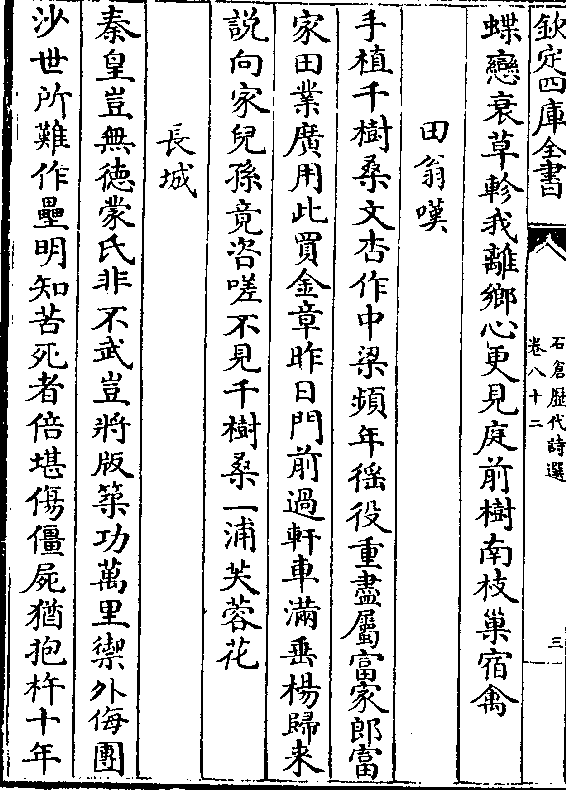 欽定四庫全書
石倉歷代詩選
卷八十二
三
蝶戀衰草軫我離鄉心更見庭前樹南枝巢宿禽
田翁嘆
手植千樹桑文杏作中梁頻年徭役重盡屬富家郎富
家田業廣用此買金章昨日門前過軒車滿垂楊歸来
説向家兒孫竟咨嗟不見千樹桑一浦芙蓉花
長城
秦皇豈無德蒙氏非不武豈將版築功萬里禦外侮團
沙世所難作壘明知苦死者倍堪傷僵屍猶抱杵十年